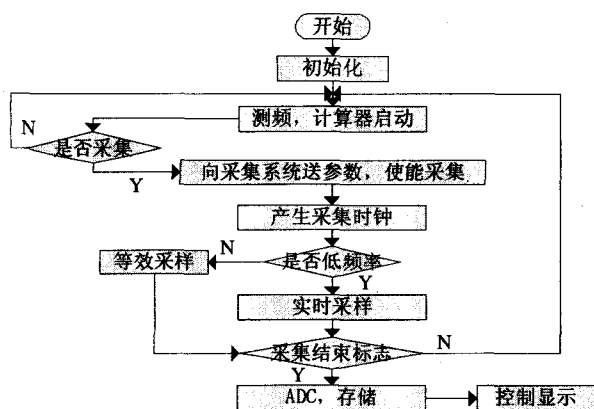 开始
初始化
测频，计算器启动
N
是否采集
Y
向采集系统送参数，使能采集
产生采集时钟
N
等效采样
是否低频率
Y
实时采样
采集结束标志
N
Y
ADC，存储
控制显示